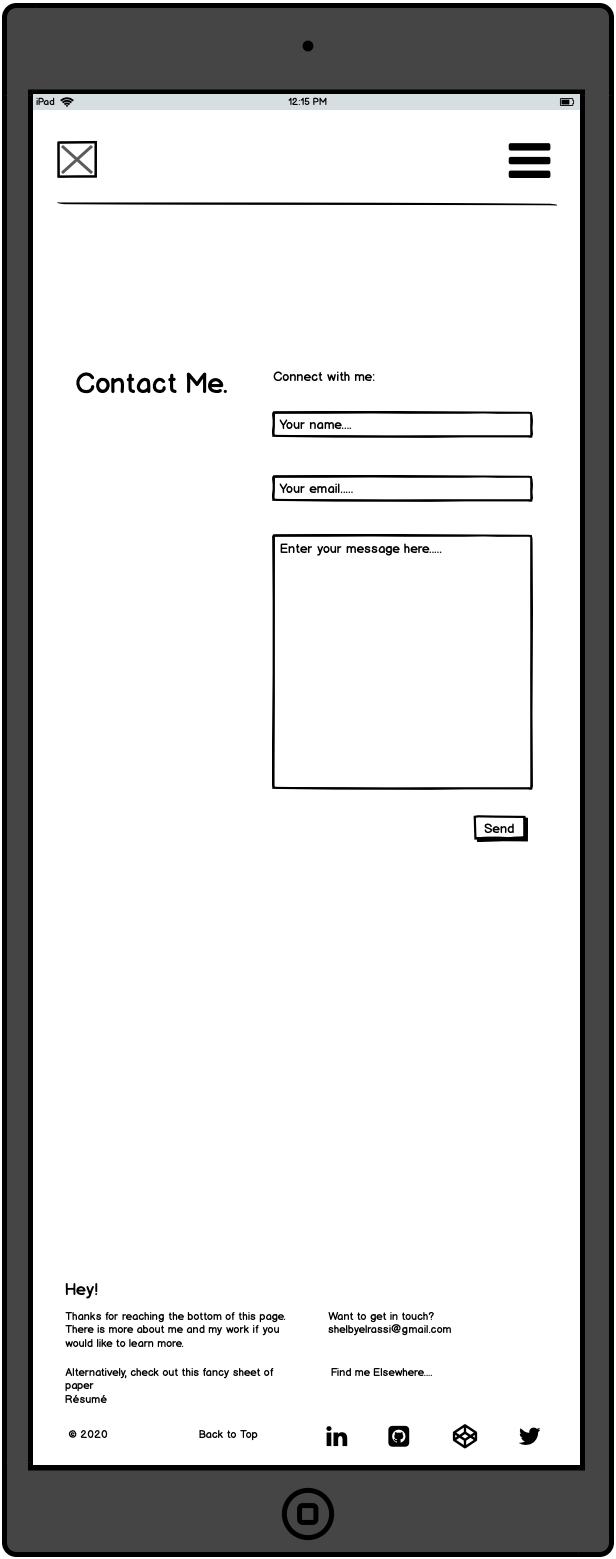 iPad
12:15 PM
Contact Me.
Connect with me:
Your name....
Your email.....
Enter your message here.....
Send
Hey!
Thanks for reaching the bottom of this page.
There is more about me and my work if you
would like to learn more.
Want to get in touch?
shelbyelrassi@gmail.com
Alternatively, check out this fancy sheet of
paper
Résumé
Find me Elsewhere....
© 2020
Back to Top
in